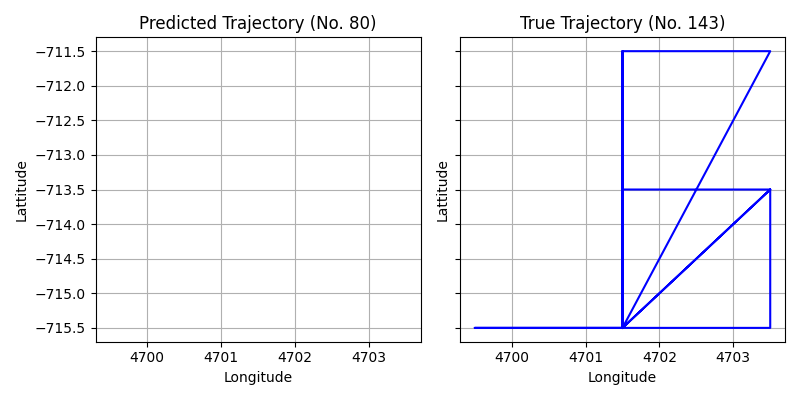 Predicted Trajectory (No. 80)
Lattitude
−711.5
−712.0
−712.5
−713.0
−713.5
−714.0
−714.5
−715.0
−715.5
4700 4701 4702 4703
Longitude
True Trajectory (No. 143)
Lattitude
4700 4701 4702 4703
Longitude